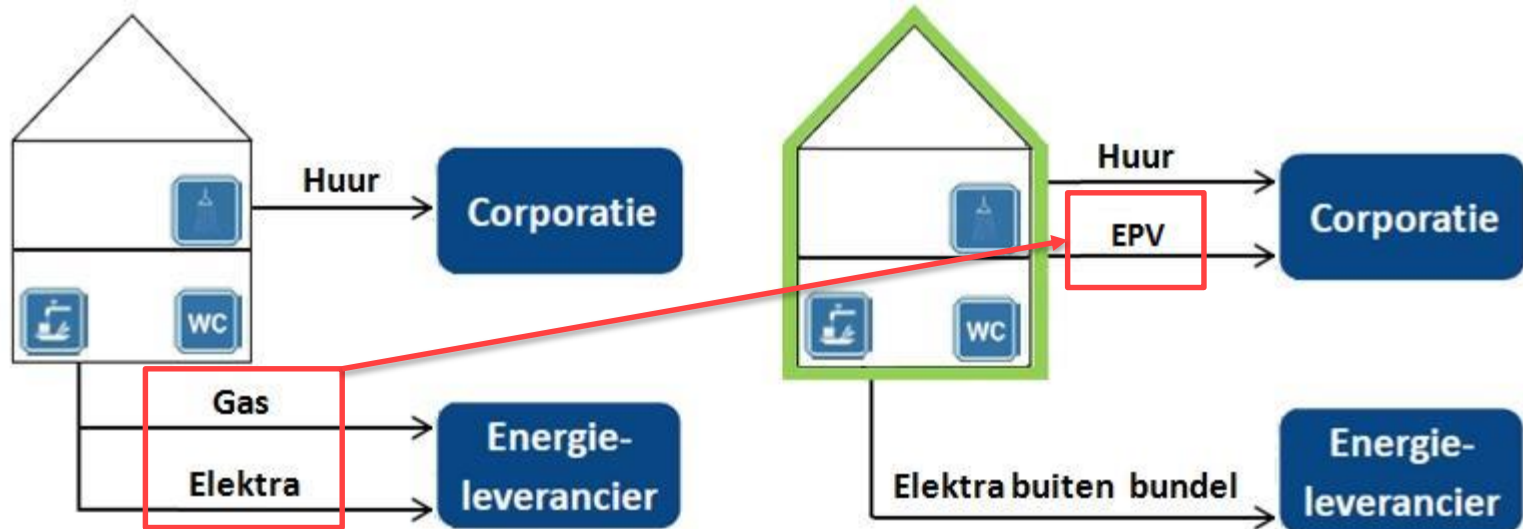 Huur
Corporatie
WC
Gas
Elektra
Energie-
leverancier
Huur
EPV
Corporatie
WC
Elektra buiten bundel
Energie-
leverancier